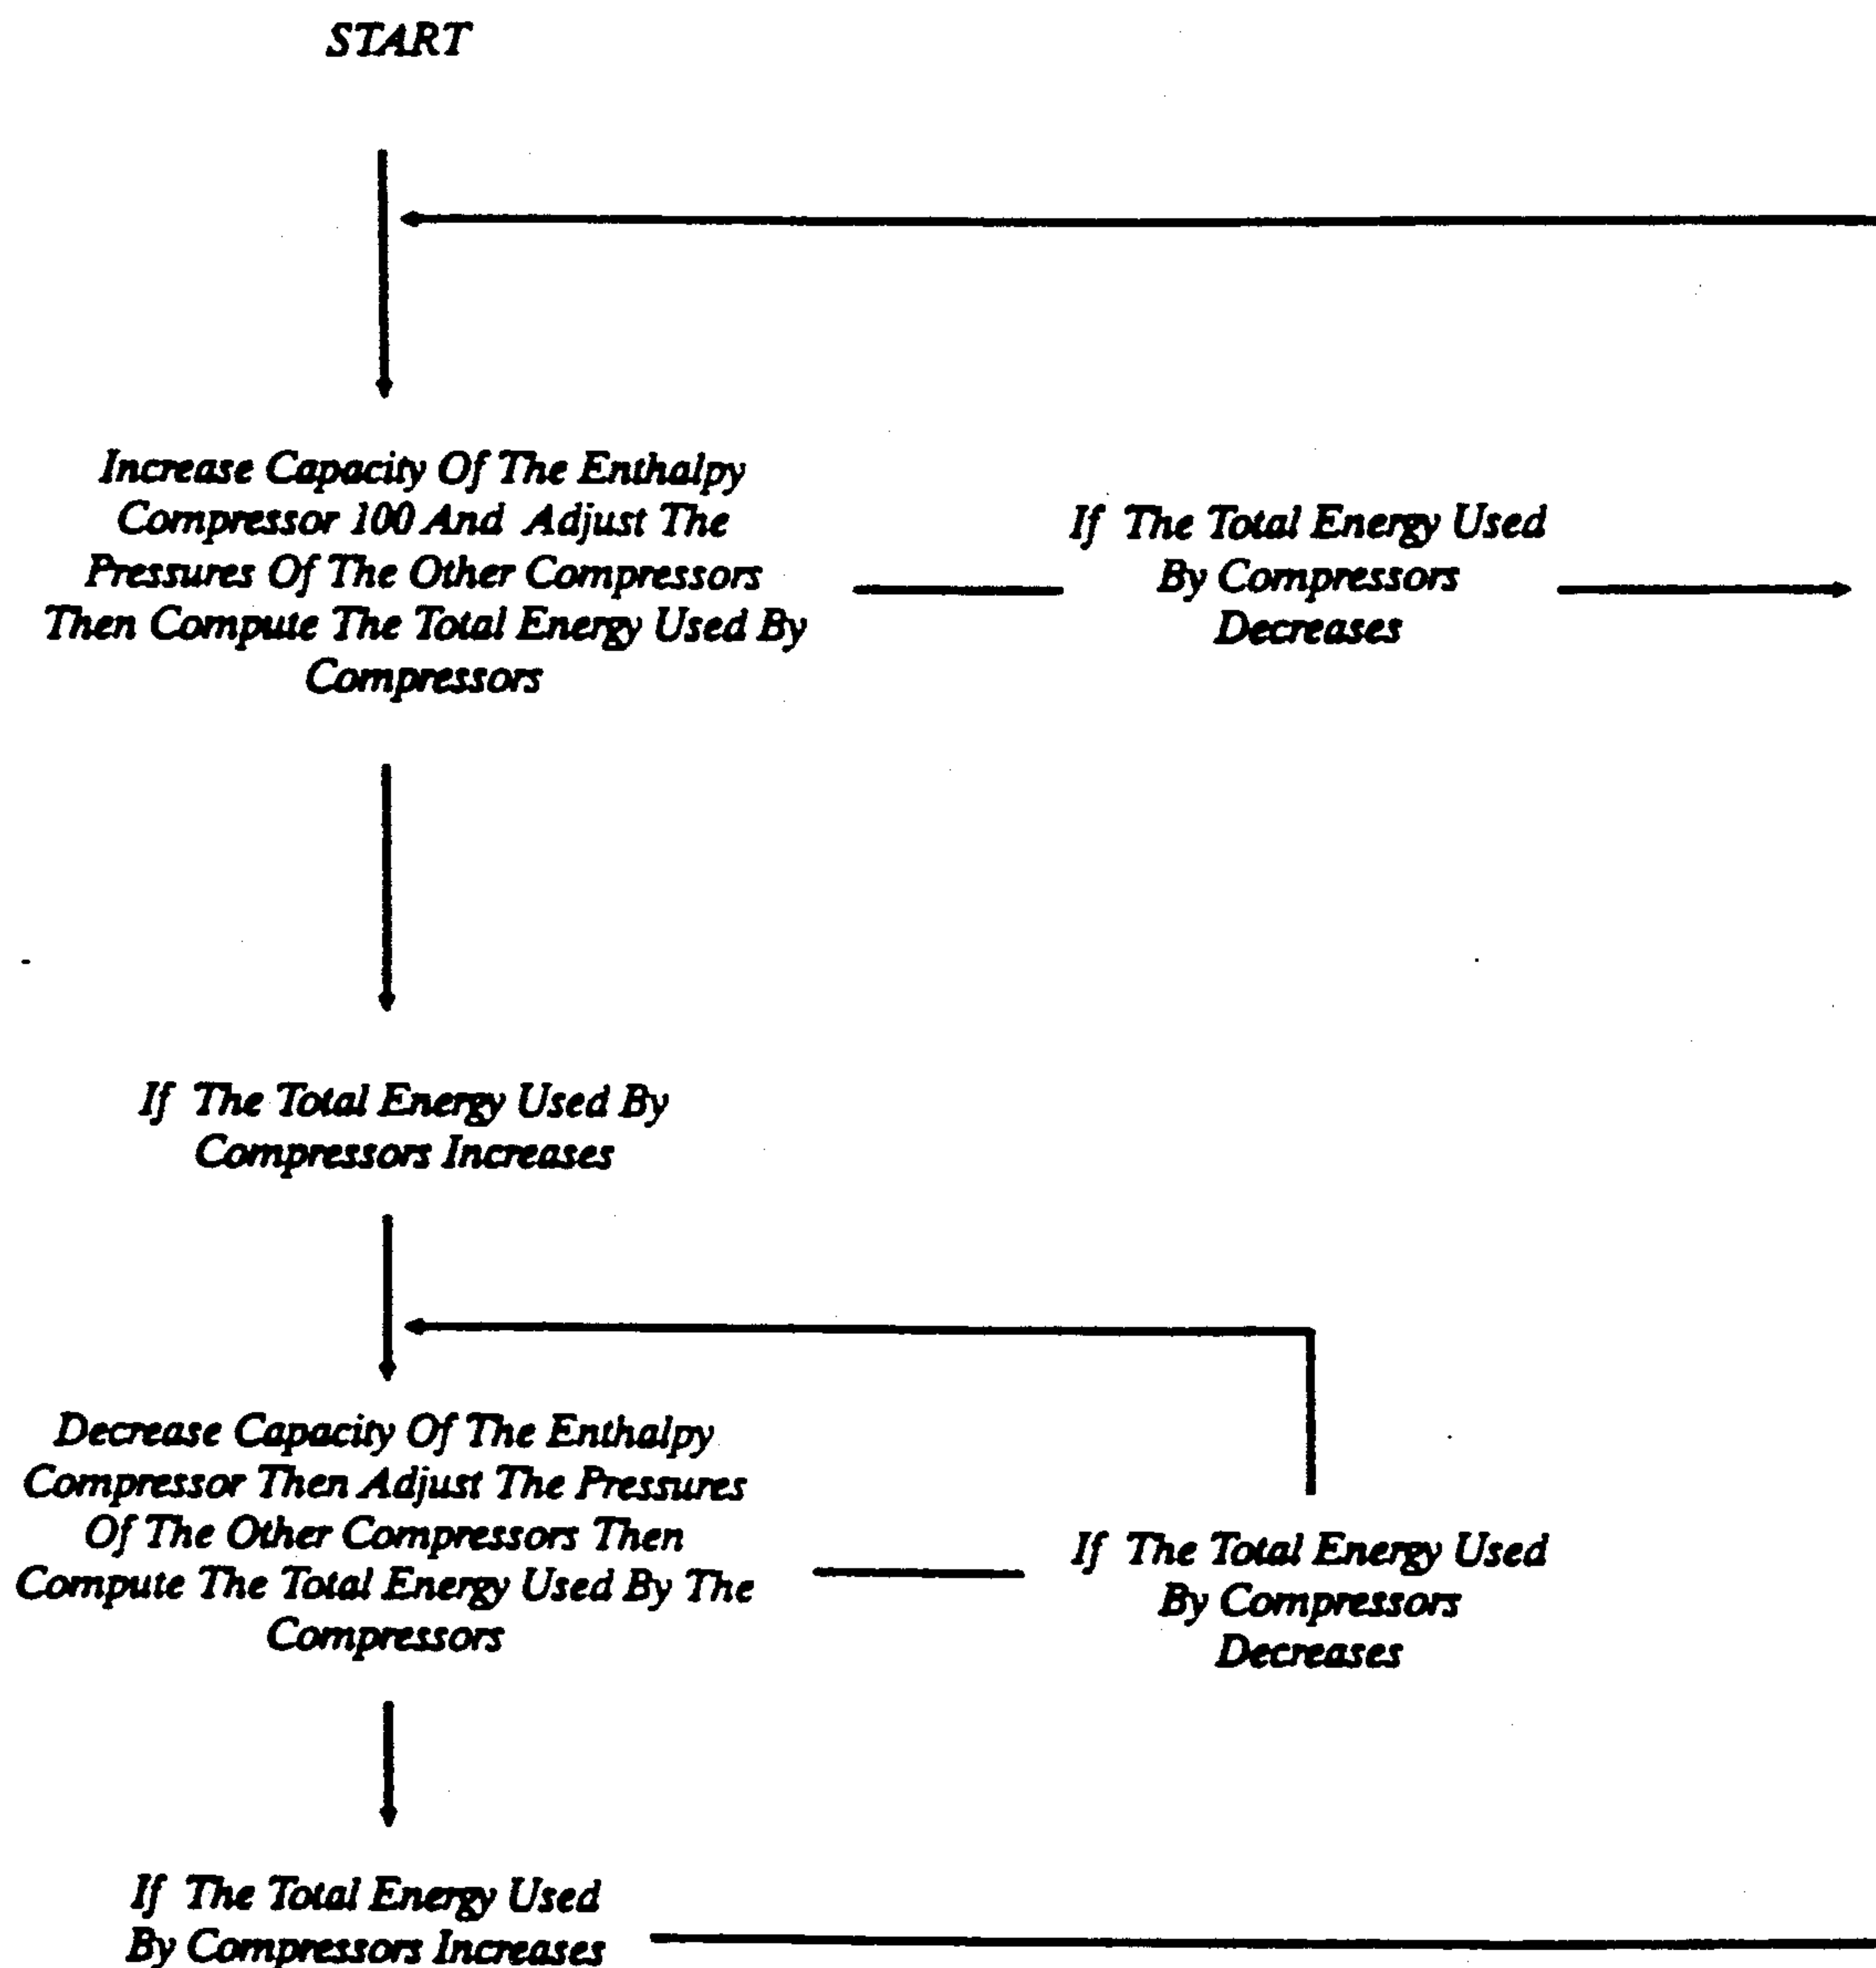 START
Increase Capacity Of The Enthalpy
Compressor 100 And Adjust The
Pressures Of The Other Compressors
Then Compute The Total Energy Used By
Compressors
If The Total Energy Used
By Compressors
Decreases
If The Total Energy Used By
Compressors Increases
Decrease Capacity Of The Enthalpy
Compressor Then Adjust The Pressures
Of The Other Compressors Then
Compute The Total Energy Used By The
Compressors
If The Total Energy Used
By Compressors
Decreases
If The Total Energy Used
By Compressors Increases